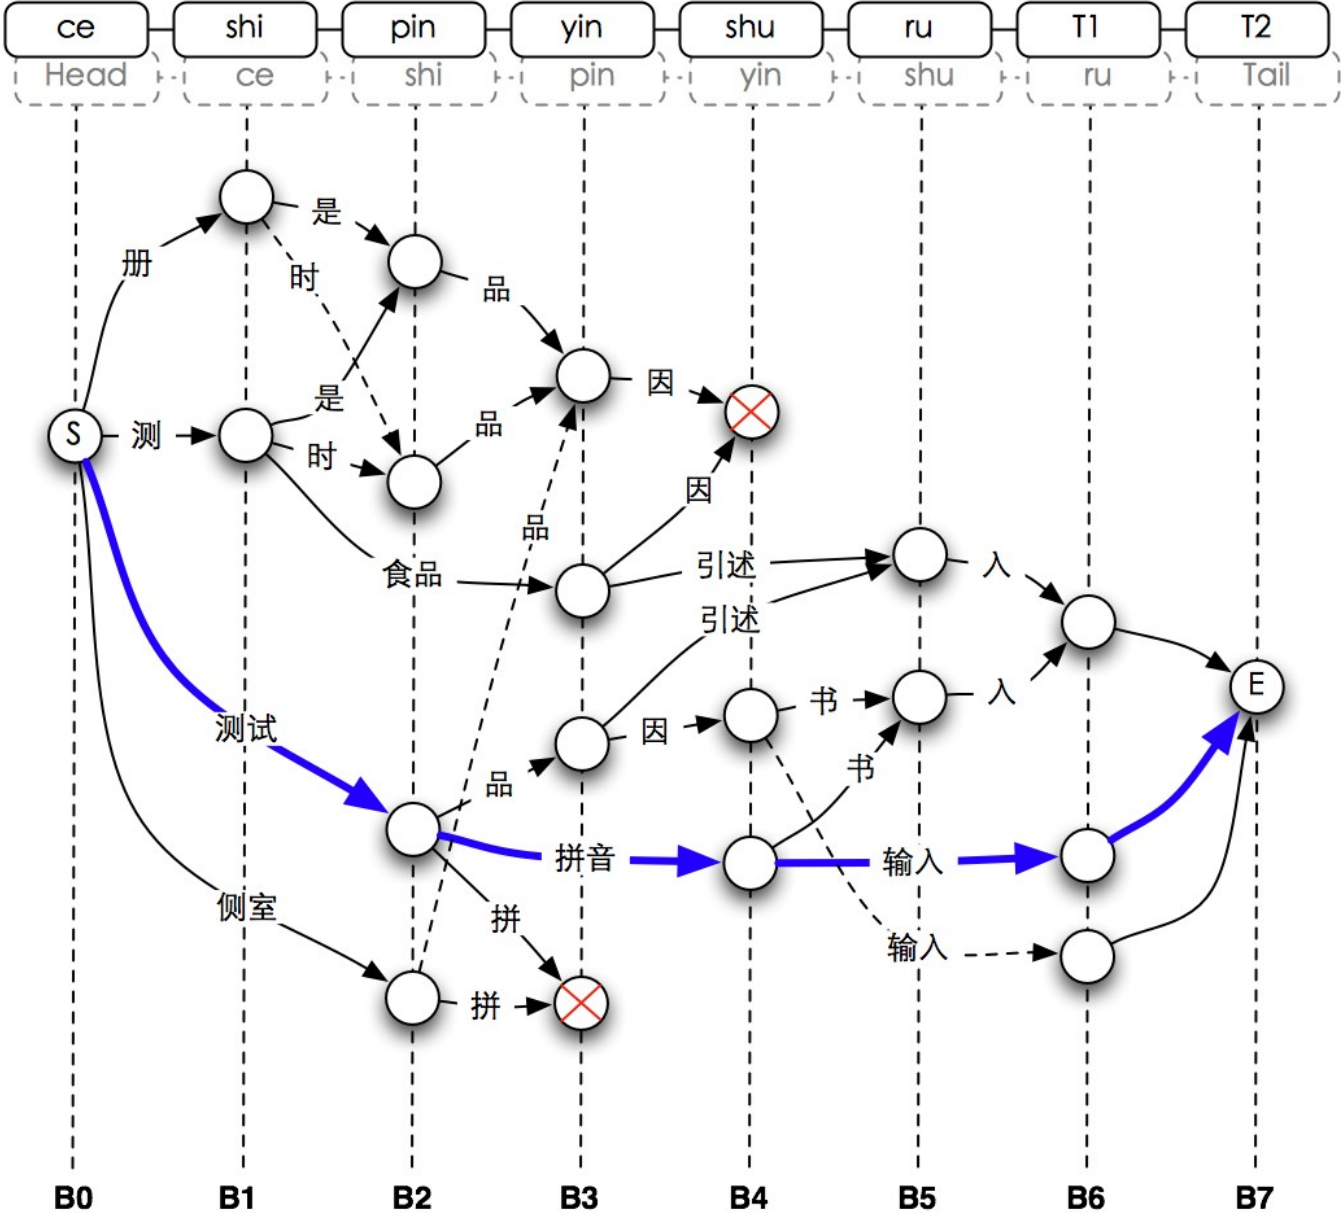 ce shi pin yin shu ru T1 T2
Head ce shi pin yin shu ru Tail
是
册
时
品
因
是
S 测
品
时
因
品
引述
入
食品
引述
E
书
入
测试
因
书
品
拼音
输入
侧室
拼
输入
拼
B0 B1 B2 B3 B4 B5 B6 B7